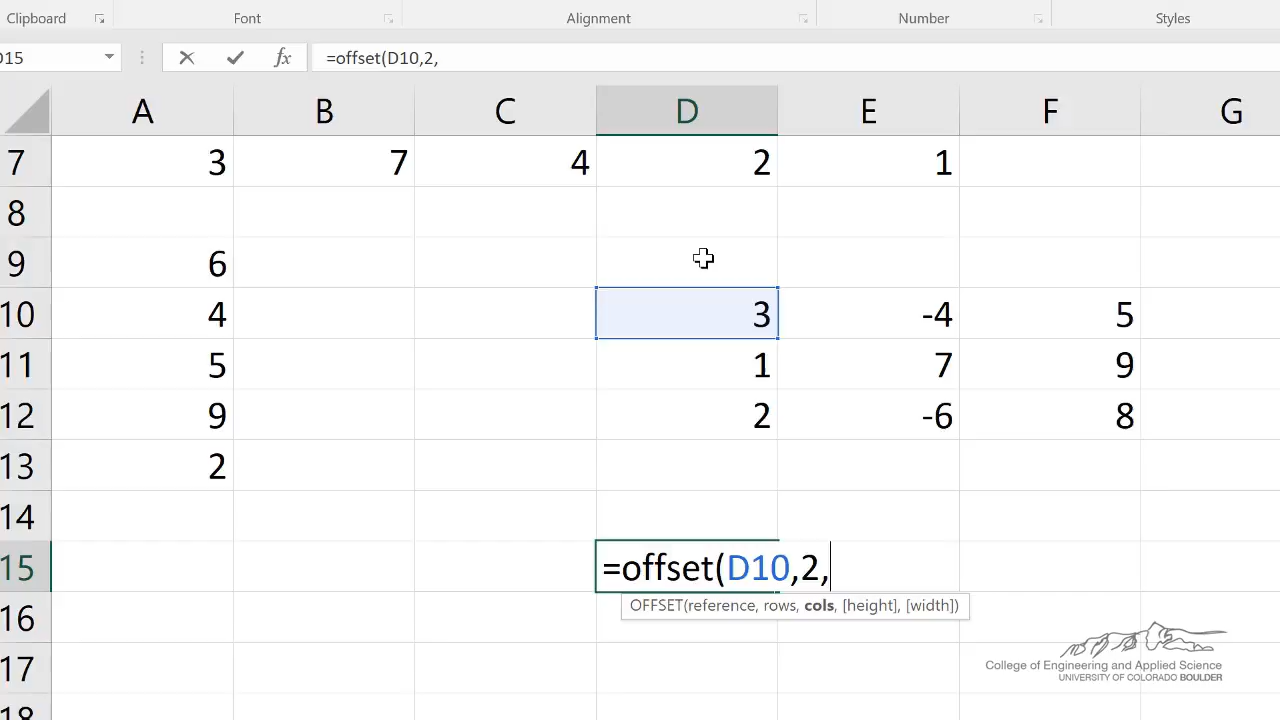 Clipboard Font Alignment Number Styles
D15 fx =offset(D10,2,
A B C D E F G
7 3 7 4 2 1
8
9 6
10 4 3 -4 5
11 5 1 7 9
12 9 2 -6 8
13 2
14
15 =offset(D10,2,
16 OFFSET(reference, rows, cols, [height], [width])
17 College of Engineering and Applied Science
UNIVERSITY OF COLORADO BOULDER
18